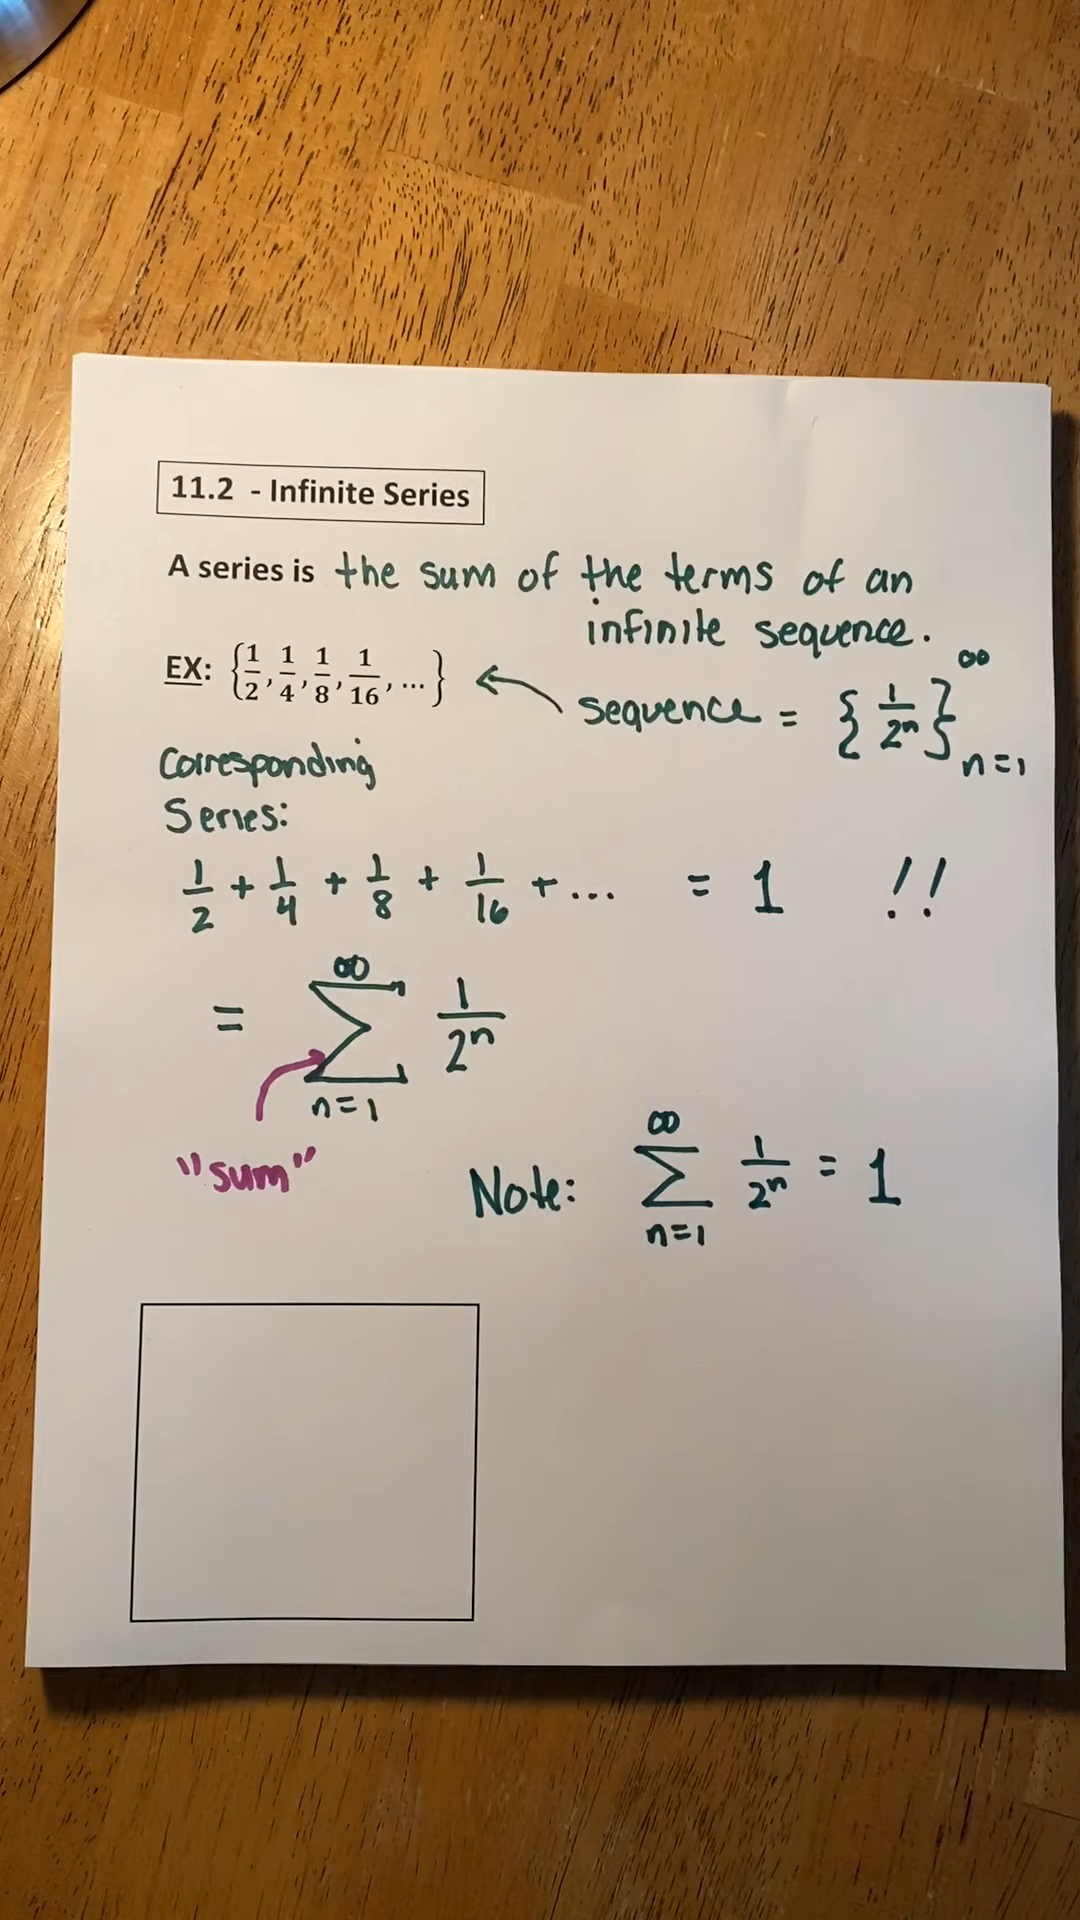 11.2 - Infinite Series
A series is the sum of the terms of an
infinite sequence.
EX: {1/2, 1/4, 1/8, 1/16, ...}
sequence = {1/2ⁿ}
∞
n=1
Corresponding
Series:
1/2 + 1/4 + 1/8 + 1/16 + ... = 1 !!
∞
= Σ 1/2ⁿ
n=1
"sum"
∞
Note: Σ 1/2ⁿ = 1
n=1